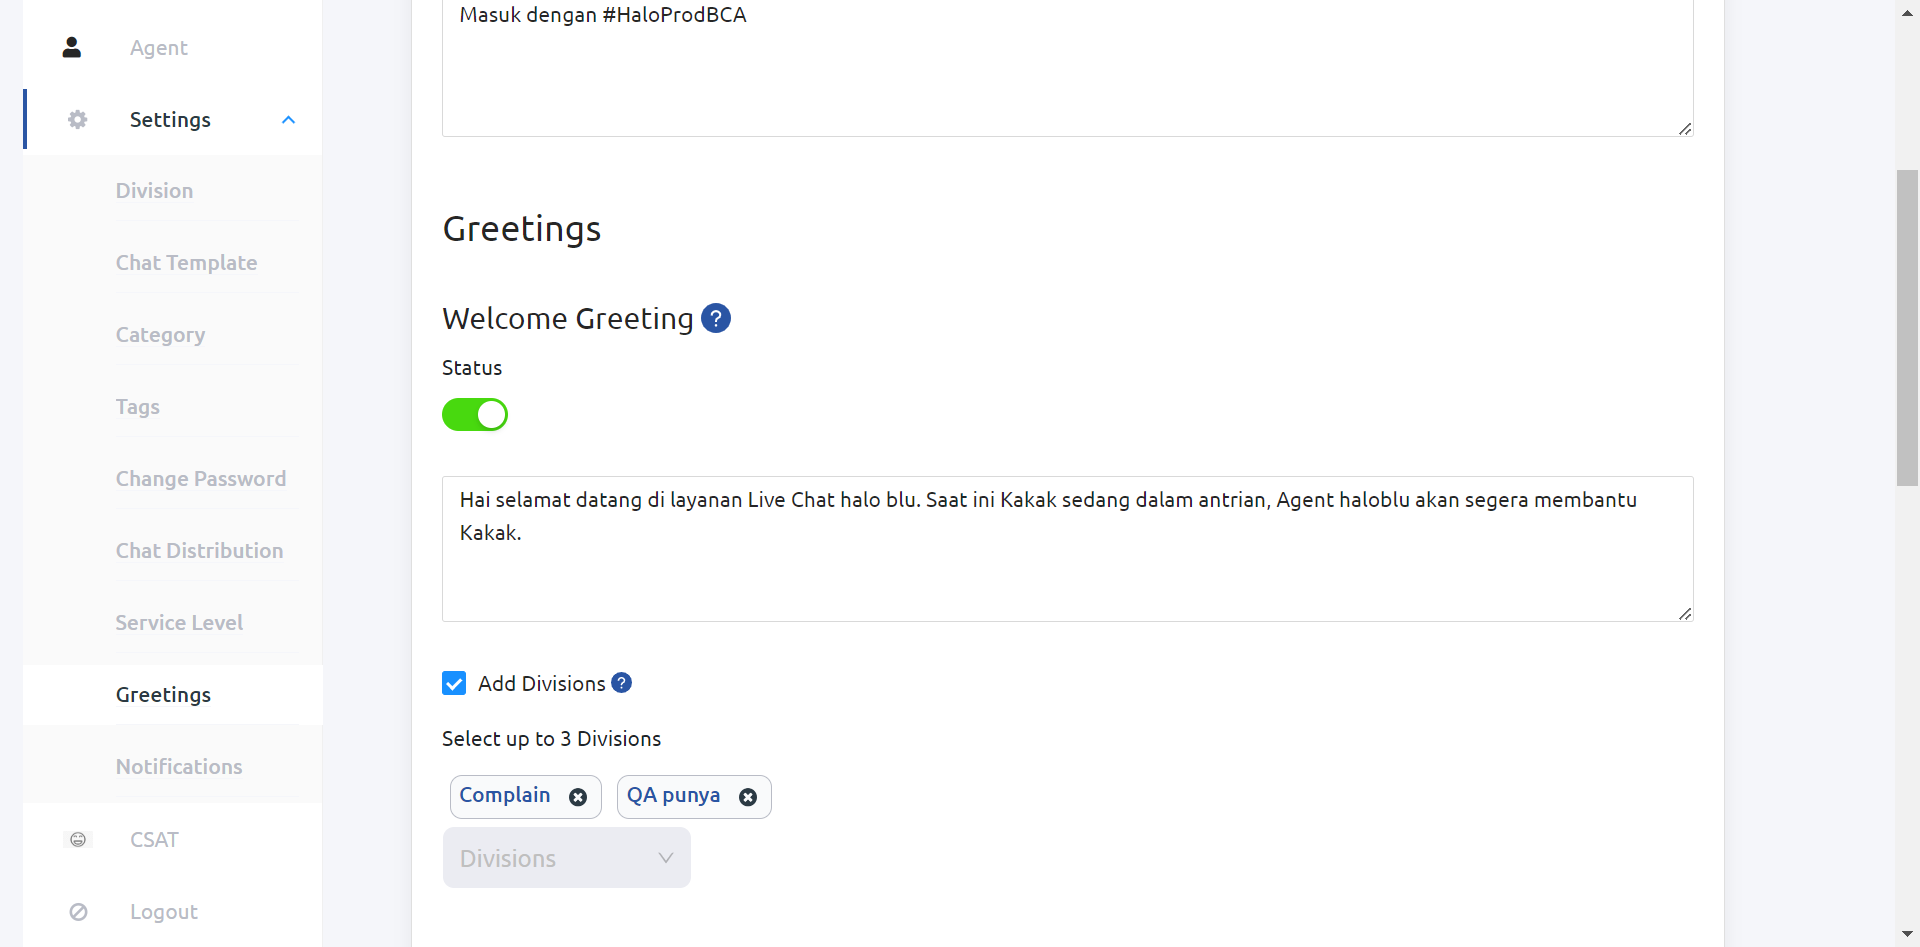 Agent
Settings
Division
Chat Template
Category
Tags
Change Password
Chat Distribution
Service Level
Greetings
Notifications
CSAT
Logout
Masuk dengan #HaloProdBCA
Greetings
Welcome Greeting ?
Status
Hai selamat datang di layanan Live Chat halo blu. Saat ini Kakak sedang dalam antrian, Agent haloblu akan segera membantu
Kakak.
Add Divisions ?
Select up to 3 Divisions
Complain QA punya
Divisions